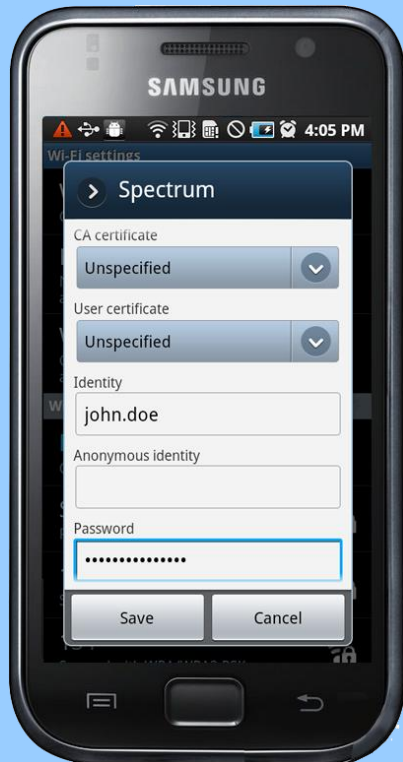 SAMSUNG
4:05 PM
Wi-Fi settings
Spectrum
CA certificate
Unspecified
User certificate
Unspecified
Identity
john.doe
Anonymous identity
Password
•••••••••••••••
Save
Cancel